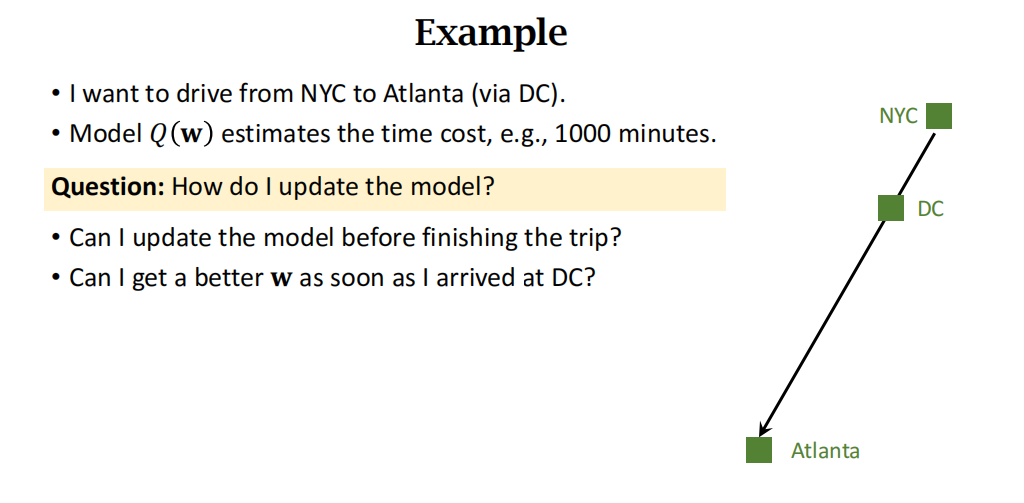 Example
• I want to drive from NYC to Atlanta (via DC).
• Model Q(w) estimates the time cost, e.g., 1000 minutes.
Question: How do I update the model?
• Can I update the model before finishing the trip?
• Can I get a better w as soon as I arrived at DC?
NYC
DC
Atlanta